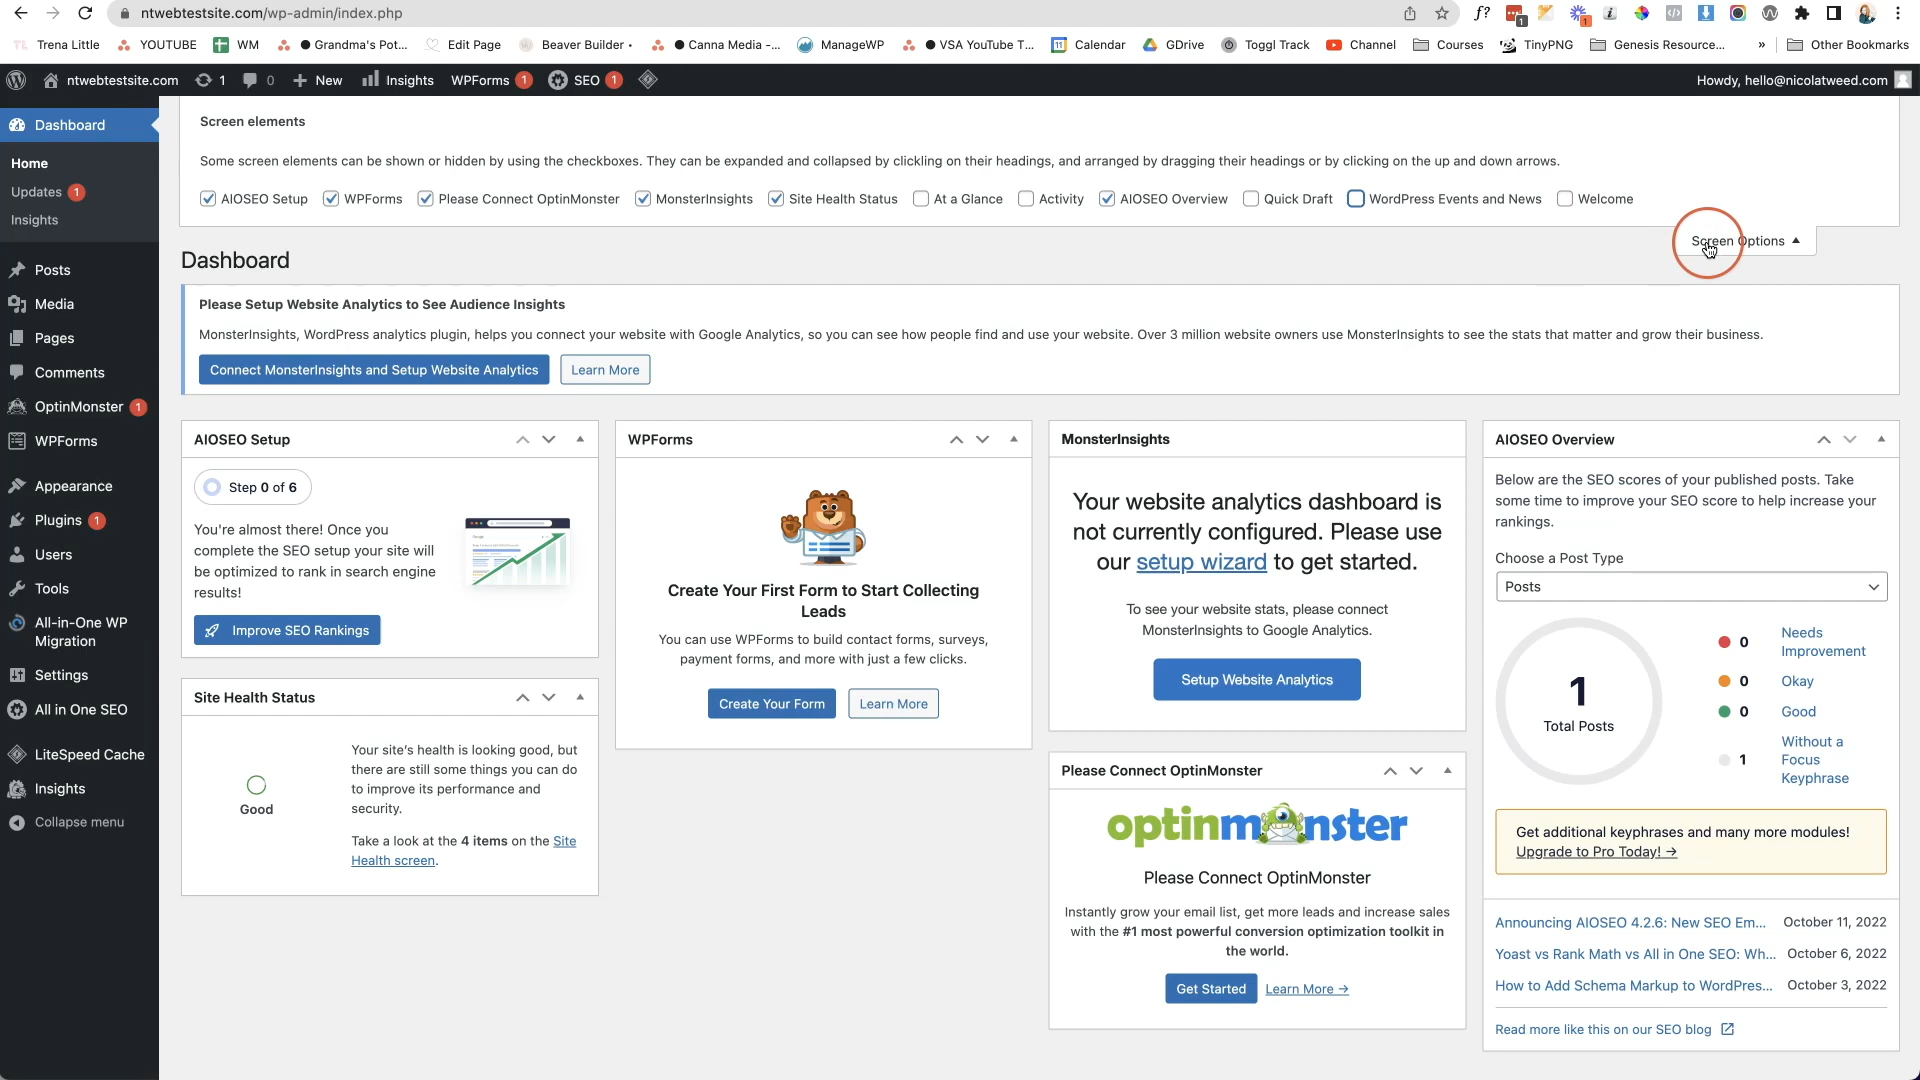 ntwebtestsite.com/wp-admin/index.php
Trena Little YOUTUBE WM Grandma's Pot... Edit Page Beaver Builder Canna Media -... ManageWP VSA YouTube T... Calendar GDrive Toggl Track Channel Courses TinyPNG Genesis Resource... » Other Bookmarks
ntwebtestsite.com 1 0 New Insights WPForms 1 SEO 1 Howdy, hello@nicolatweed.com
Dashboard
Home
Updates 1
Insights
Posts
Media
Pages
Comments
OptinMonster 1
WPForms
Appearance
Plugins 1
Users
Tools
All-in-One WP
Migration
Settings
All in One SEO
LiteSpeed Cache
Insights
Collapse menu
Screen elements
Some screen elements can be shown or hidden by using the checkboxes. They can be expanded and collapsed by clickling on their headings, and arranged by dragging their headings or by clicking on the up and down arrows.
AIOSEO Setup WPForms Please Connect OptinMonster MonsterInsights Site Health Status At a Glance Activity AIOSEO Overview Quick Draft WordPress Events and News Welcome
Screen Options
Dashboard
Please Setup Website Analytics to See Audience Insights
MonsterInsights, WordPress analytics plugin, helps you connect your website with Google Analytics, so you can see how people find and use your website. Over 3 million website owners use MonsterInsights to see the stats that matter and grow their business.
Connect MonsterInsights and Setup Website Analytics Learn More
AIOSEO Setup
Step 0 of 6
You're almost there! Once you
complete the SEO setup your site will
be optimized to rank in search engine
results!
Improve SEO Rankings
Site Health Status
Good
Your site's health is looking good, but
there are still some things you can do
to improve its performance and
security.
Take a look at the 4 items on the Site
Health screen.
WPForms
Create Your First Form to Start Collecting
Leads
You can use WPForms to build contact forms, surveys,
payment forms, and more with just a few clicks.
Create Your Form Learn More
MonsterInsights
Your website analytics dashboard is
not currently configured. Please use
our setup wizard to get started.
To see your website stats, please connect
MonsterInsights to Google Analytics.
Setup Website Analytics
Please Connect OptinMonster
optinmonster
Please Connect OptinMonster
Instantly grow your email list, get more leads and increase sales
with the #1 most powerful conversion optimization toolkit in
the world.
Get Started Learn More →
AIOSEO Overview
Below are the SEO scores of your published posts. Take
some time to improve your SEO score to help increase your
rankings.
Choose a Post Type
Posts
1
Total Posts
0 Needs
Improvement
0 Okay
0 Good
1 Without a
Focus
Keyphrase
Get additional keyphrases and many more modules!
Upgrade to Pro Today! →
Announcing AIOSEO 4.2.6: New SEO Em... October 11, 2022
Yoast vs Rank Math vs All in One SEO: Wh... October 6, 2022
How to Add Schema Markup to WordPres... October 3, 2022
Read more like this on our SEO blog